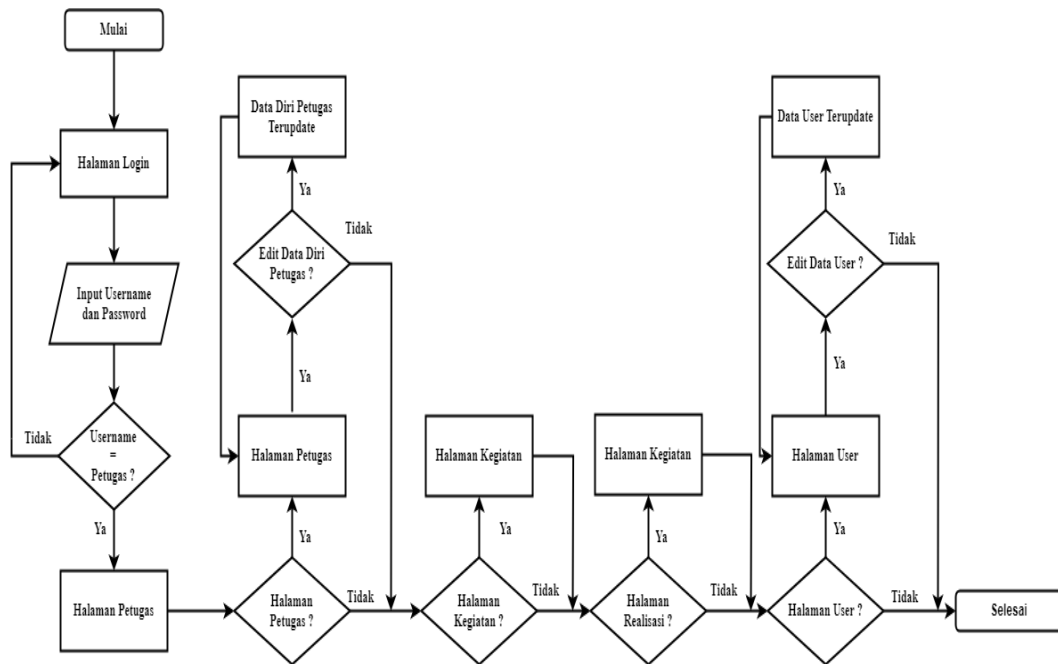 Mulai
Halaman Login
Input Username
dan Password
Tidak
Username
=
Petugas ?
Ya
Halaman Petugas
Data Diri Petugas
Terupdate
Ya
Tidak
Edit Data Diri
Petugas ?
Ya
Halaman Petugas
Ya
Halaman
Petugas ?
Tidak
Halaman Kegiatan
Ya
Halaman
Kegiatan ?
Tidak
Halaman Kegiatan
Ya
Halaman
Realisasi ?
Tidak
Data User Terupdate
Ya
Tidak
Edit Data User ?
Ya
Halaman User
Ya
Halaman User ?
Tidak
Selesai